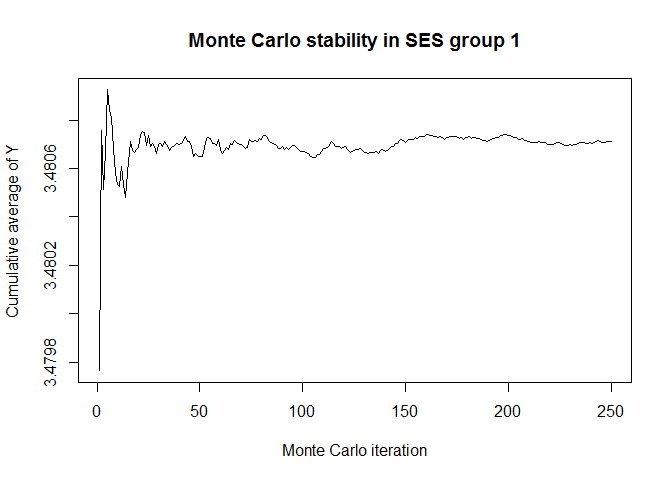 Monte Carlo stability in SES group 1
Cumulative average of Y
3.4806
3.4802
3.4798
0 50 100 150 200 250
Monte Carlo iteration